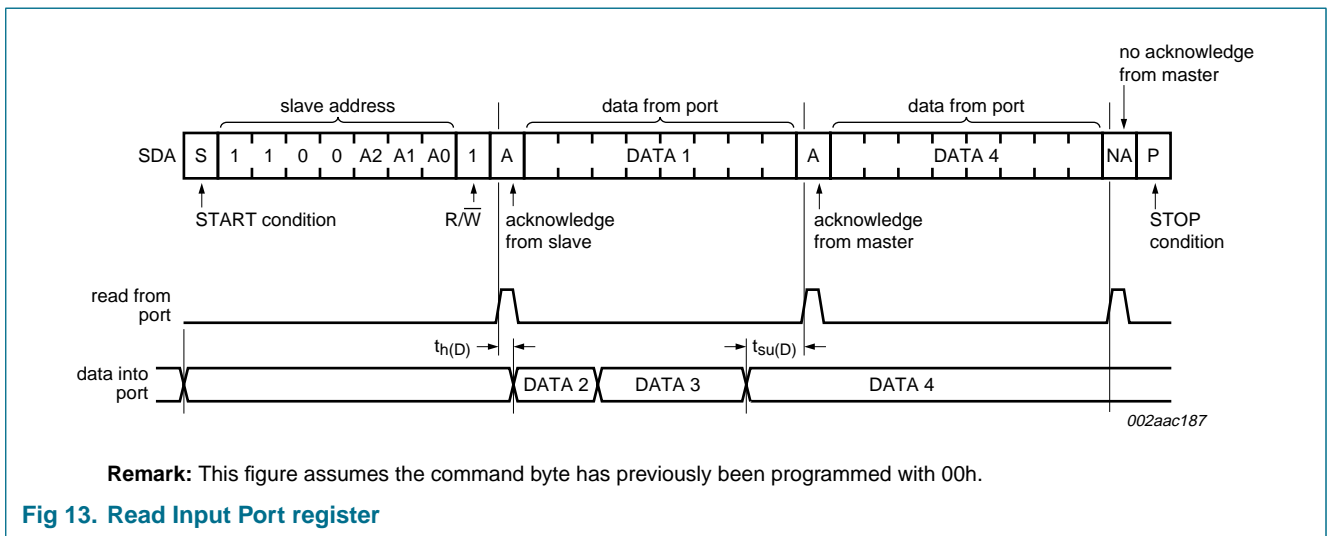 no acknowledge
from master
slave address
data from port
data from port
SDA S 1 1 0 0 A2 A1 A0 1 A DATA 1 A DATA 4 NA P
START condition
R/W̅
acknowledge
from slave
acknowledge
from master
STOP
condition
read from
port
th(D)
tsu(D)
data into
port
DATA 2 DATA 3 DATA 4
002aac187
Remark: This figure assumes the command byte has previously been programmed with 00h.
Fig 13. Read Input Port register